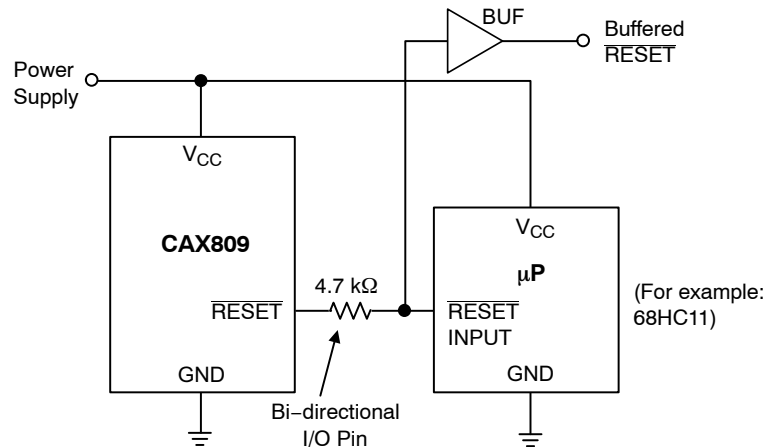 BUF
Buffered
RESET
Power
Supply
VCC
CAX809
RESET
GND
4.7 kΩ
Bi−directional
I/O Pin
VCC
μP
RESET
INPUT
GND
(For example:
68HC11)